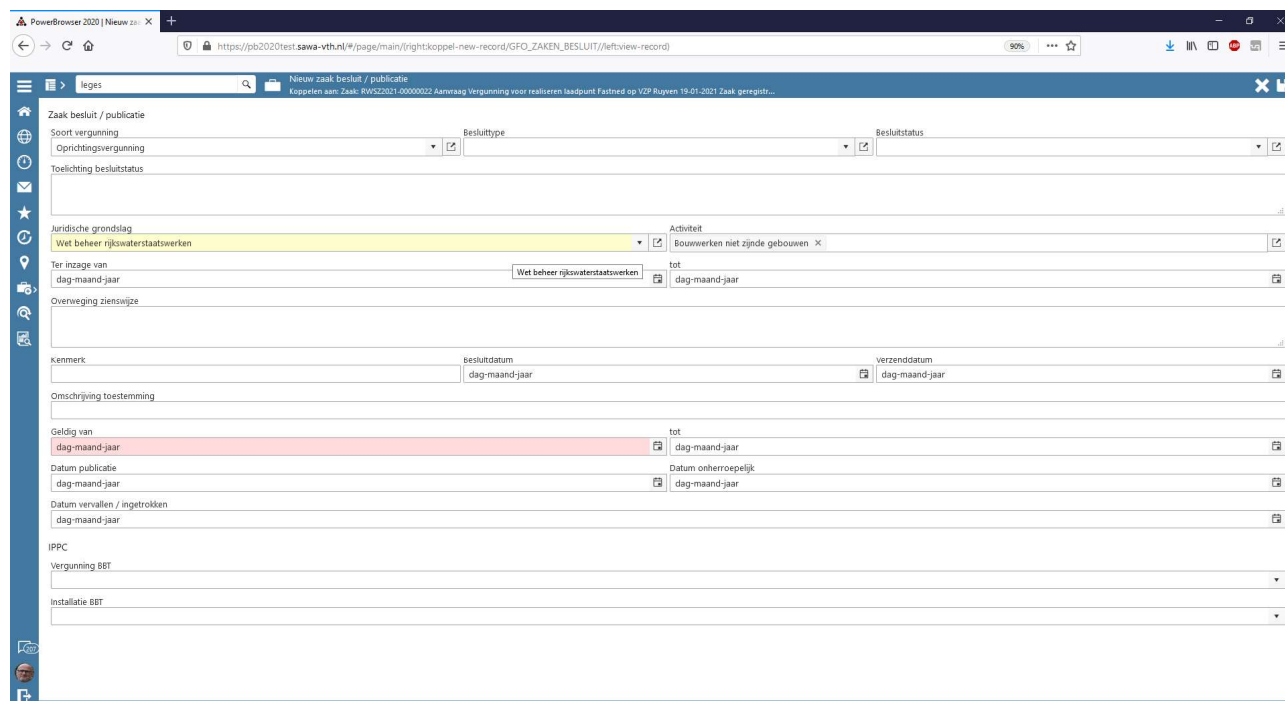 PowerBrowser 2020 | Nieuw za
https://pb2020test.sawa-vth.nl/#/page/main/(right:koppel-new-record/GFO_ZAKEN_BESLUIT//left:view-record)
90%
ABP
leges
Nieuw zaak besluit / publicatie
Koppelen aan: Zaak: RWSZ2021-00000022 Aanvraag Vergunning voor realiseren laadpunt Fastned op VZP Ruyven 19-01-2021 Zaak geregistr...
Zaak besluit / publicatie
Soort vergunning Besluittype Besluitstatus
Oprichtingsvergunning
Toelichting besluitstatus
Juridische grondslag Activiteit
Wet beheer rijkswaterstaatswerken Bouwwerken niet zijnde gebouwen ×
Ter inzage van tot
Wet beheer rijkswaterstaatswerken
dag-maand-jaar dag-maand-jaar
Overweging zienswijze
Kenmerk Besluitdatum Verzenddatum
dag-maand-jaar dag-maand-jaar
Omschrijving toestemming
Geldig van tot
dag-maand-jaar dag-maand-jaar
Datum publicatie Datum onherroepelijk
dag-maand-jaar dag-maand-jaar
Datum vervallen / ingetrokken
dag-maand-jaar
IPPC
Vergunning BBT
Installatie BBT
207